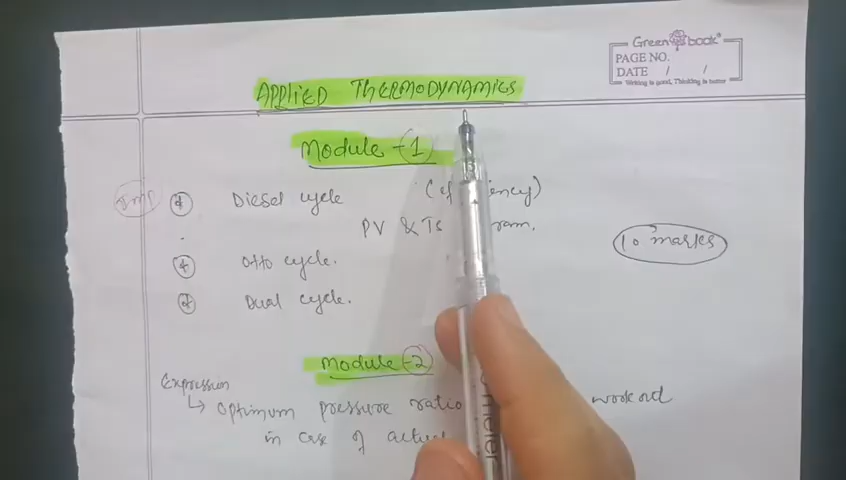 Green book
PAGE NO.
DATE / /
Writing is good, Thinking is better
APPliED THERMODYNAMiCS
Module -1
Imp Diesel cycle
PV & Ts
10 marks
Otto cycle.
Dual cycle.
Module -2
Expression
↳ Optimum pressure ratio
in case of